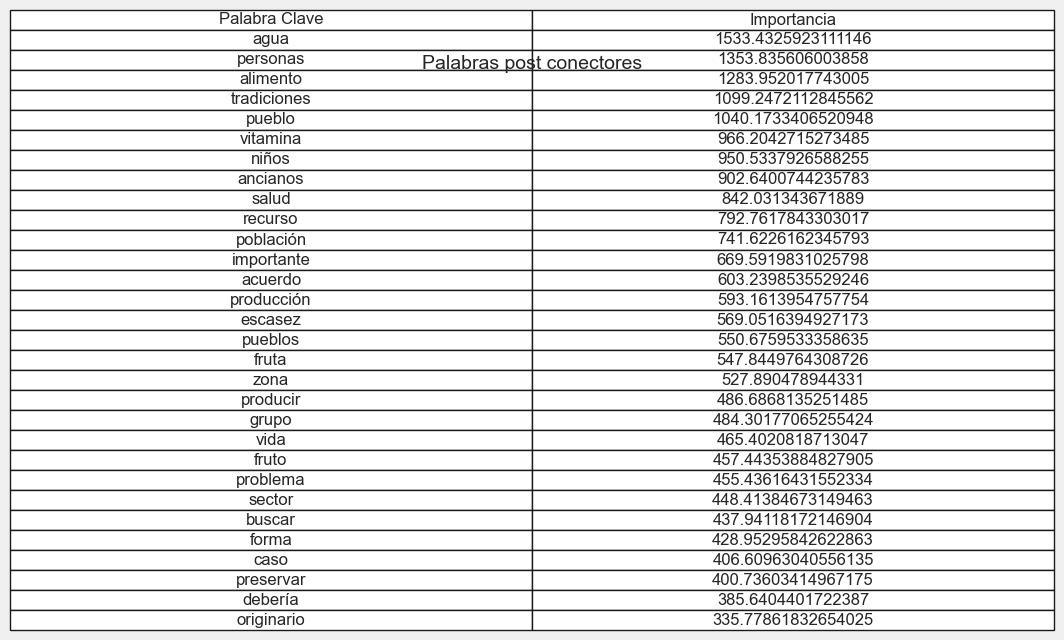 Palabra Clave Importancia
agua 1533.4325923111146
personas 1353.835606003858
Palabras post conectores
alimento 1283.952017743005
tradiciones 1099.2472112845562
pueblo 1040.1733406520948
vitamina 966.2042715273485
niños 950.5337926588255
ancianos 902.6400744235783
salud 842.031343671889
recurso 792.7617843303017
población 741.6226162345793
importante 669.5919831025798
acuerdo 603.2398535529246
producción 593.1613954757754
escasez 569.0516394927173
pueblos 550.6759533358635
fruta 547.8449764308726
zona 527.890478944331
producir 486.6868135251485
grupo 484.30177065255424
vida 465.4020818713047
fruto 457.44353884827905
problema 455.43616431552334
sector 448.41384673149463
buscar 437.94118172146904
forma 428.95295842622863
caso 406.60963040556135
preservar 400.73603414967175
debería 385.6404401722387
originario 335.77861832654025